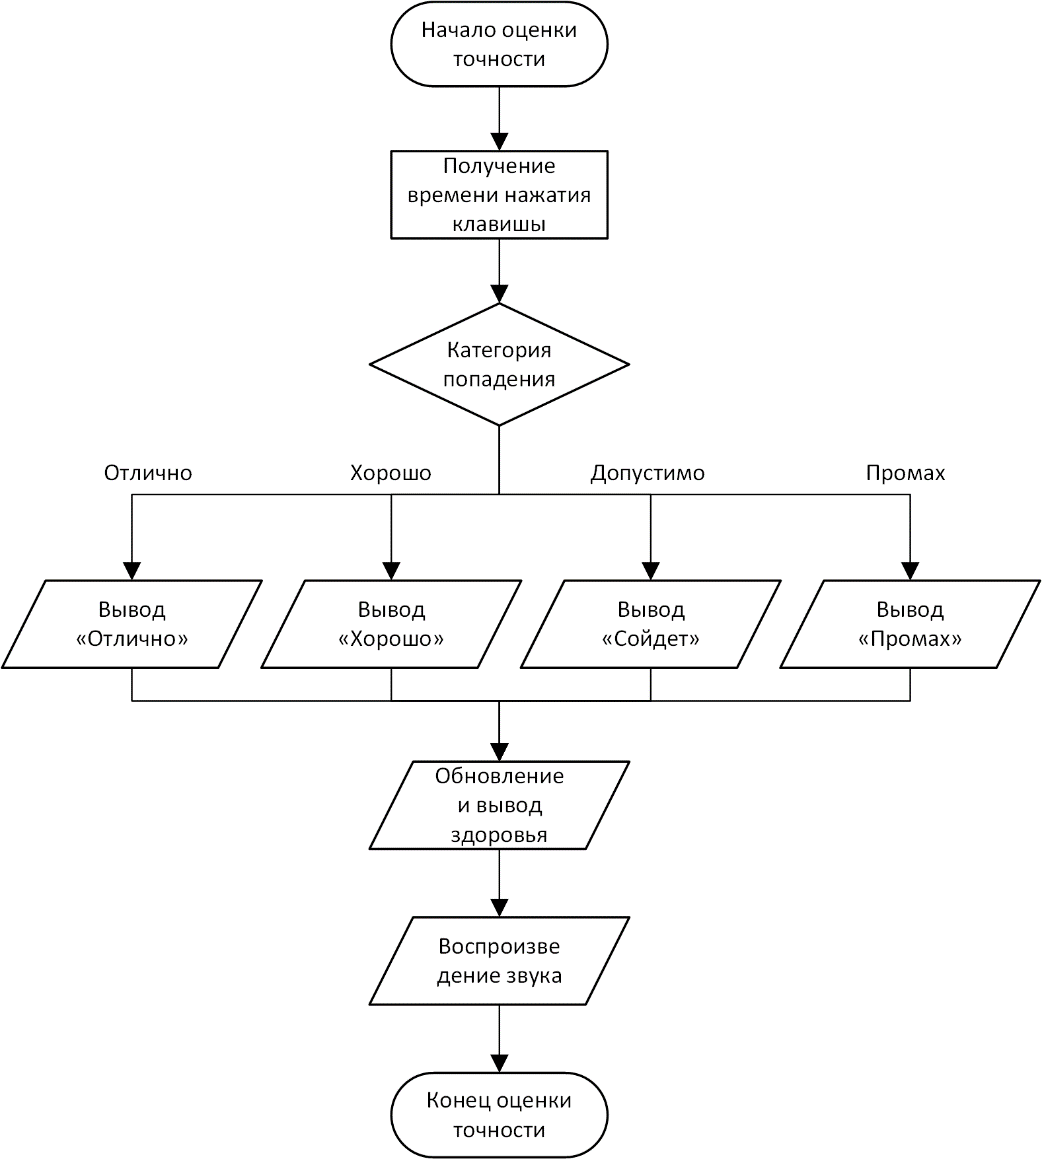 Начало оценки
точности
Получение
времени нажатия
клавиши
Категория
попадения
Отлично
Хорошо
Допустимо
Промах
Вывод
«Отлично»
Вывод
«Хорошо»
Вывод
«Сойдет»
Вывод
«Промах»
Обновление
и вывод
здоровья
Воспроизве
дение звука
Конец оценки
точности